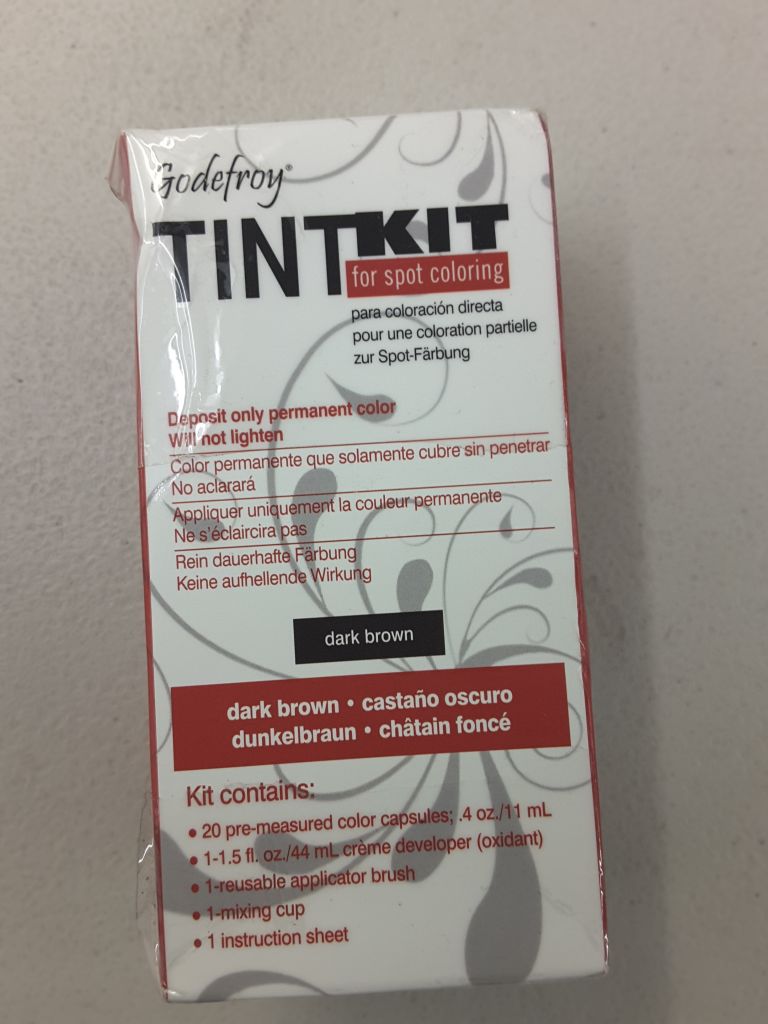 Godefroy®
TINT KIT
for spot coloring
para coloración directa
pour une coloration partielle
zur Spot-Färbung
Deposit only permanent color
Will not lighten
Color permanente que solamente cubre sin penetrar
No aclarará
Appliquer uniquement la couleur permanente
Ne s'éclaircira pas
Rein dauerhafte Färbung
Keine aufhellende Wirkung
dark brown
dark brown • castaño oscuro
dunkelbraun • châtain foncé
Kit contains:
• 20 pre-measured color capsules; .4 oz./11 mL
• 1-1.5 fl. oz./44 mL crème developer (oxidant)
• 1-reusable applicator brush
• 1-mixing cup
• 1 instruction sheet